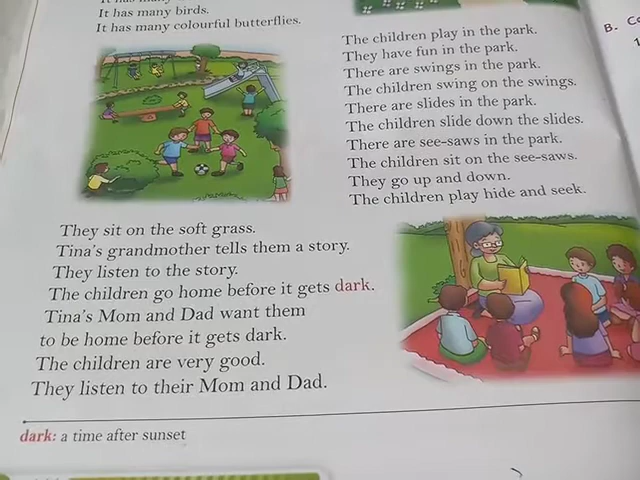 It has many birds.
It has many colourful butterflies.
The children play in the park.
They have fun in the park.
There are swings in the park.
The children swing on the swings.
There are slides in the park.
The children slide down the slides.
There are see-saws in the park.
The children sit on the see-saws.
They go up and down.
The children play hide and seek.
They sit on the soft grass.
Tina's grandmother tells them a story.
They listen to the story.
The children go home before it gets dark.
Tina's Mom and Dad want them
to be home before it gets dark.
The children are very good.
They listen to their Mom and Dad.
dark: a time after sunset
B.